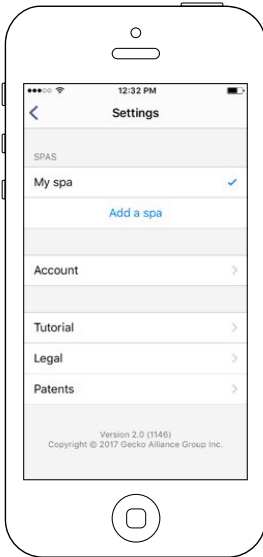 12:32 PM
Settings
SPAS
My spa
Add a spa
Account
Tutorial
Legal
Patents
Version 2.0 (1146)
Copyright © 2017 Gecko Alliance Group Inc.